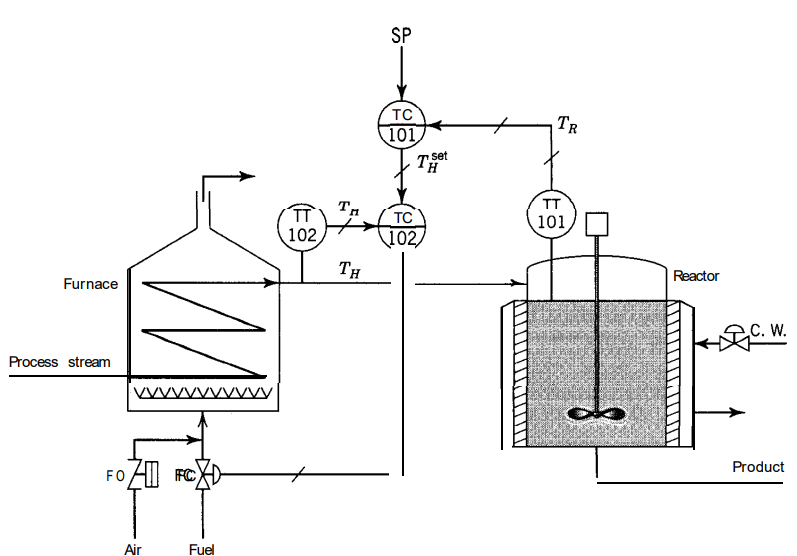 SP
TC
101
T_R
T_H^set
TT
102
T_H
TC
102
TT
101
T_H
Furnace
Reactor
C. W.
Process stream
Product
FO
FC
Air
Fuel